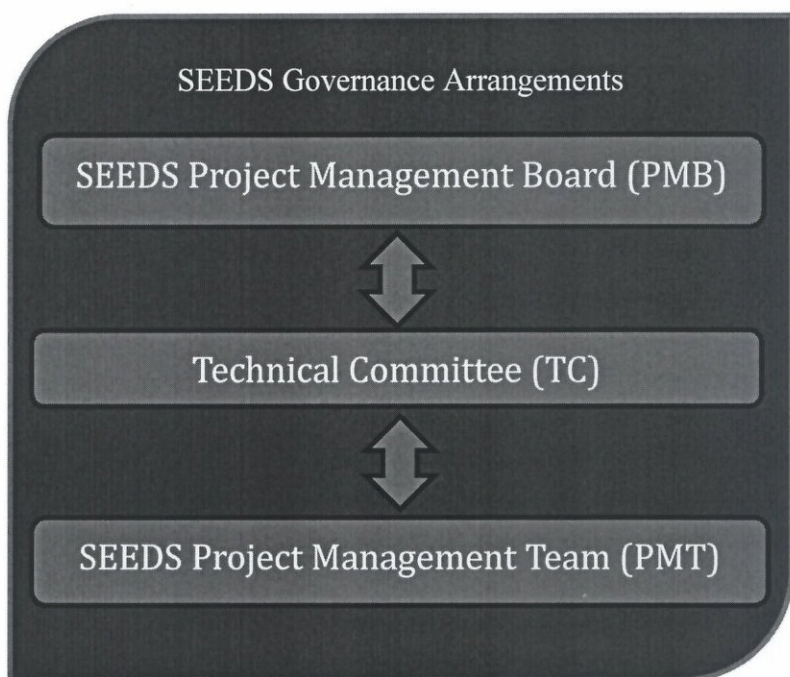 SEEDS Governance Arrangements
SEEDS Project Management Board (PMB)
Technical Committee (TC)
SEEDS Project Management Team (PMT)